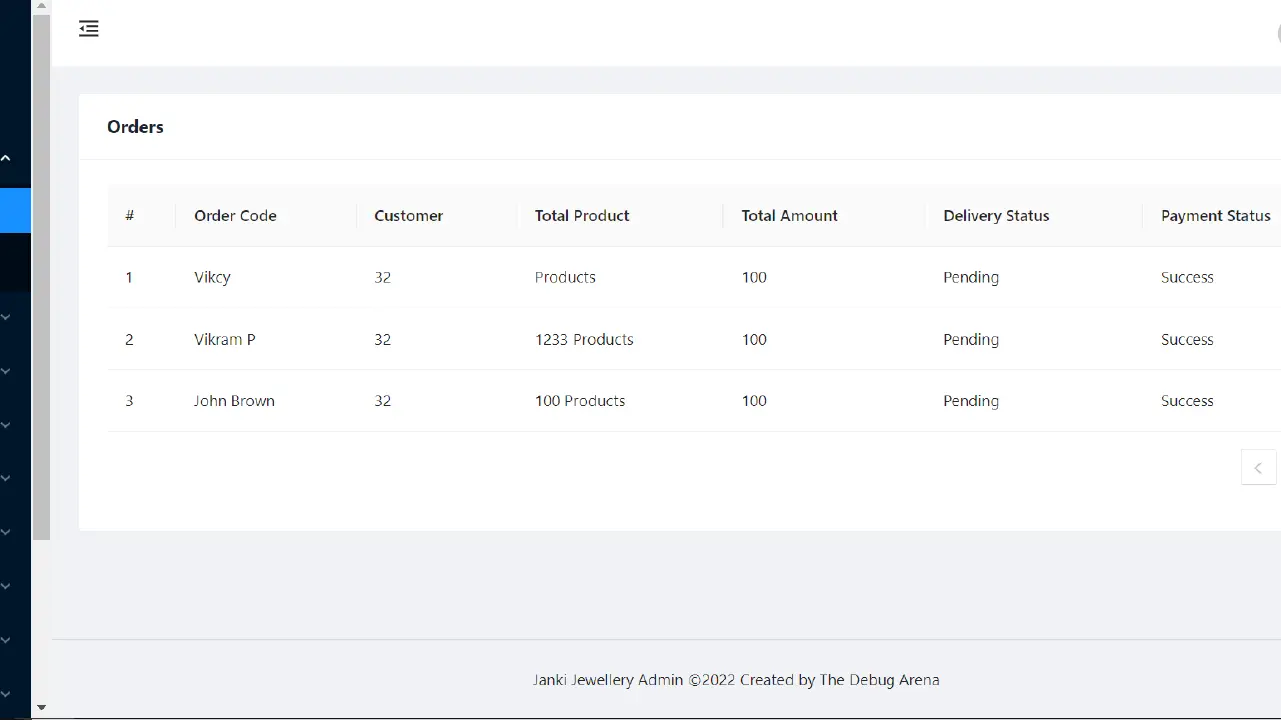 Orders
# Order Code Customer Total Product Total Amount Delivery Status Payment Status
1 Vikcy 32 Products 100 Pending Success
2 Vikram P 32 1233 Products 100 Pending Success
3 John Brown 32 100 Products 100 Pending Success
Janki Jewellery Admin ©2022 Created by The Debug Arena